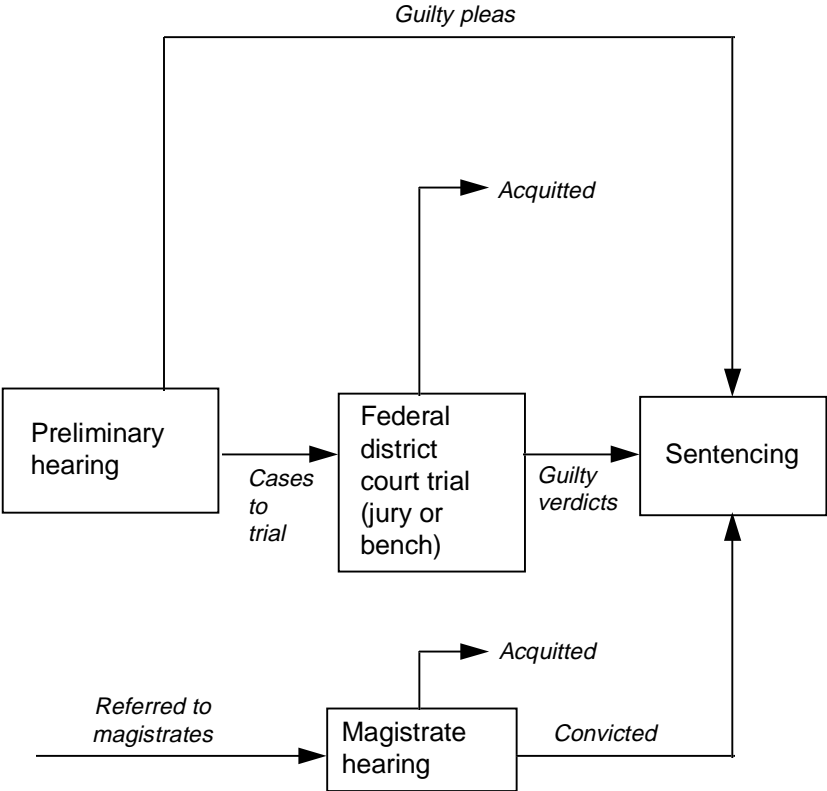 Guilty pleas
Acquitted
Preliminary
hearing
Cases
to
trial
Federal
district
court trial
(jury or
bench)
Guilty
verdicts
Sentencing
Acquitted
Referred to
magistrates
Magistrate
hearing
Convicted